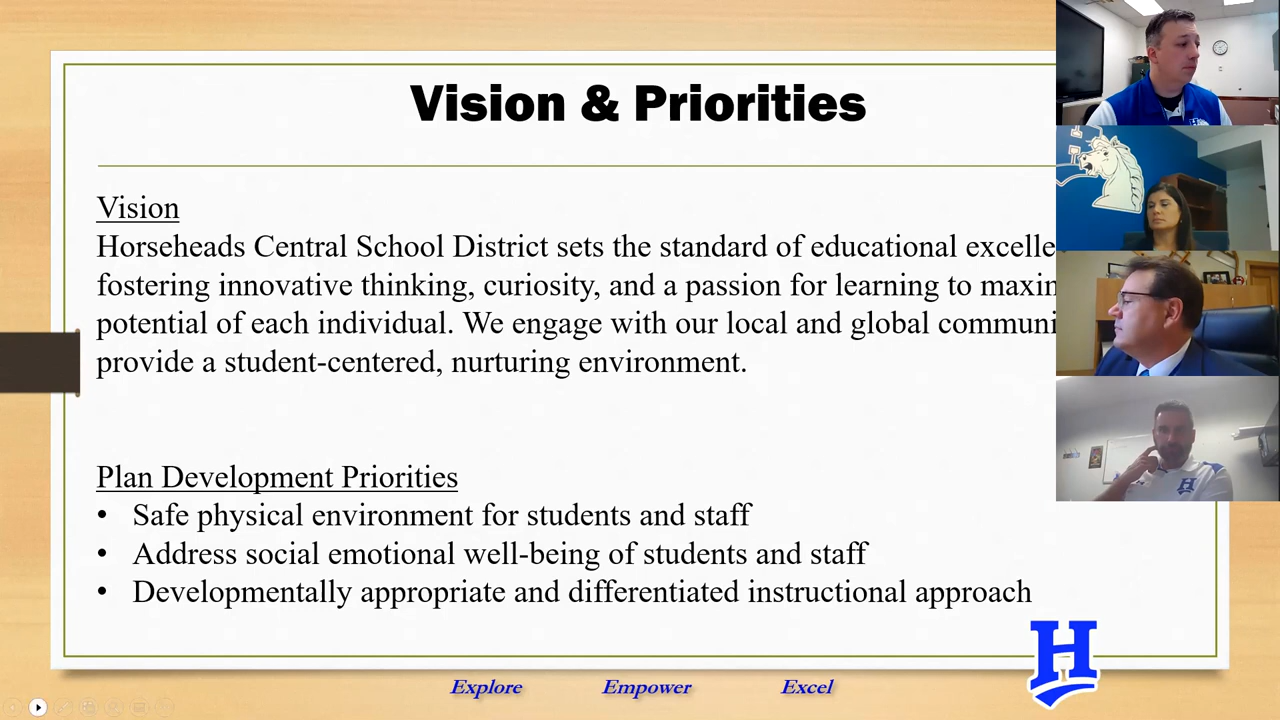 Vision & Priorities
Vision
Horseheads Central School District sets the standard of educational excelle
fostering innovative thinking, curiosity, and a passion for learning to maxin
potential of each individual. We engage with our local and global communi
provide a student-centered, nurturing environment.
Plan Development Priorities
• Safe physical environment for students and staff
• Address social emotional well-being of students and staff
• Developmentally appropriate and differentiated instructional approach
H
Explore Empower Excel
H
H